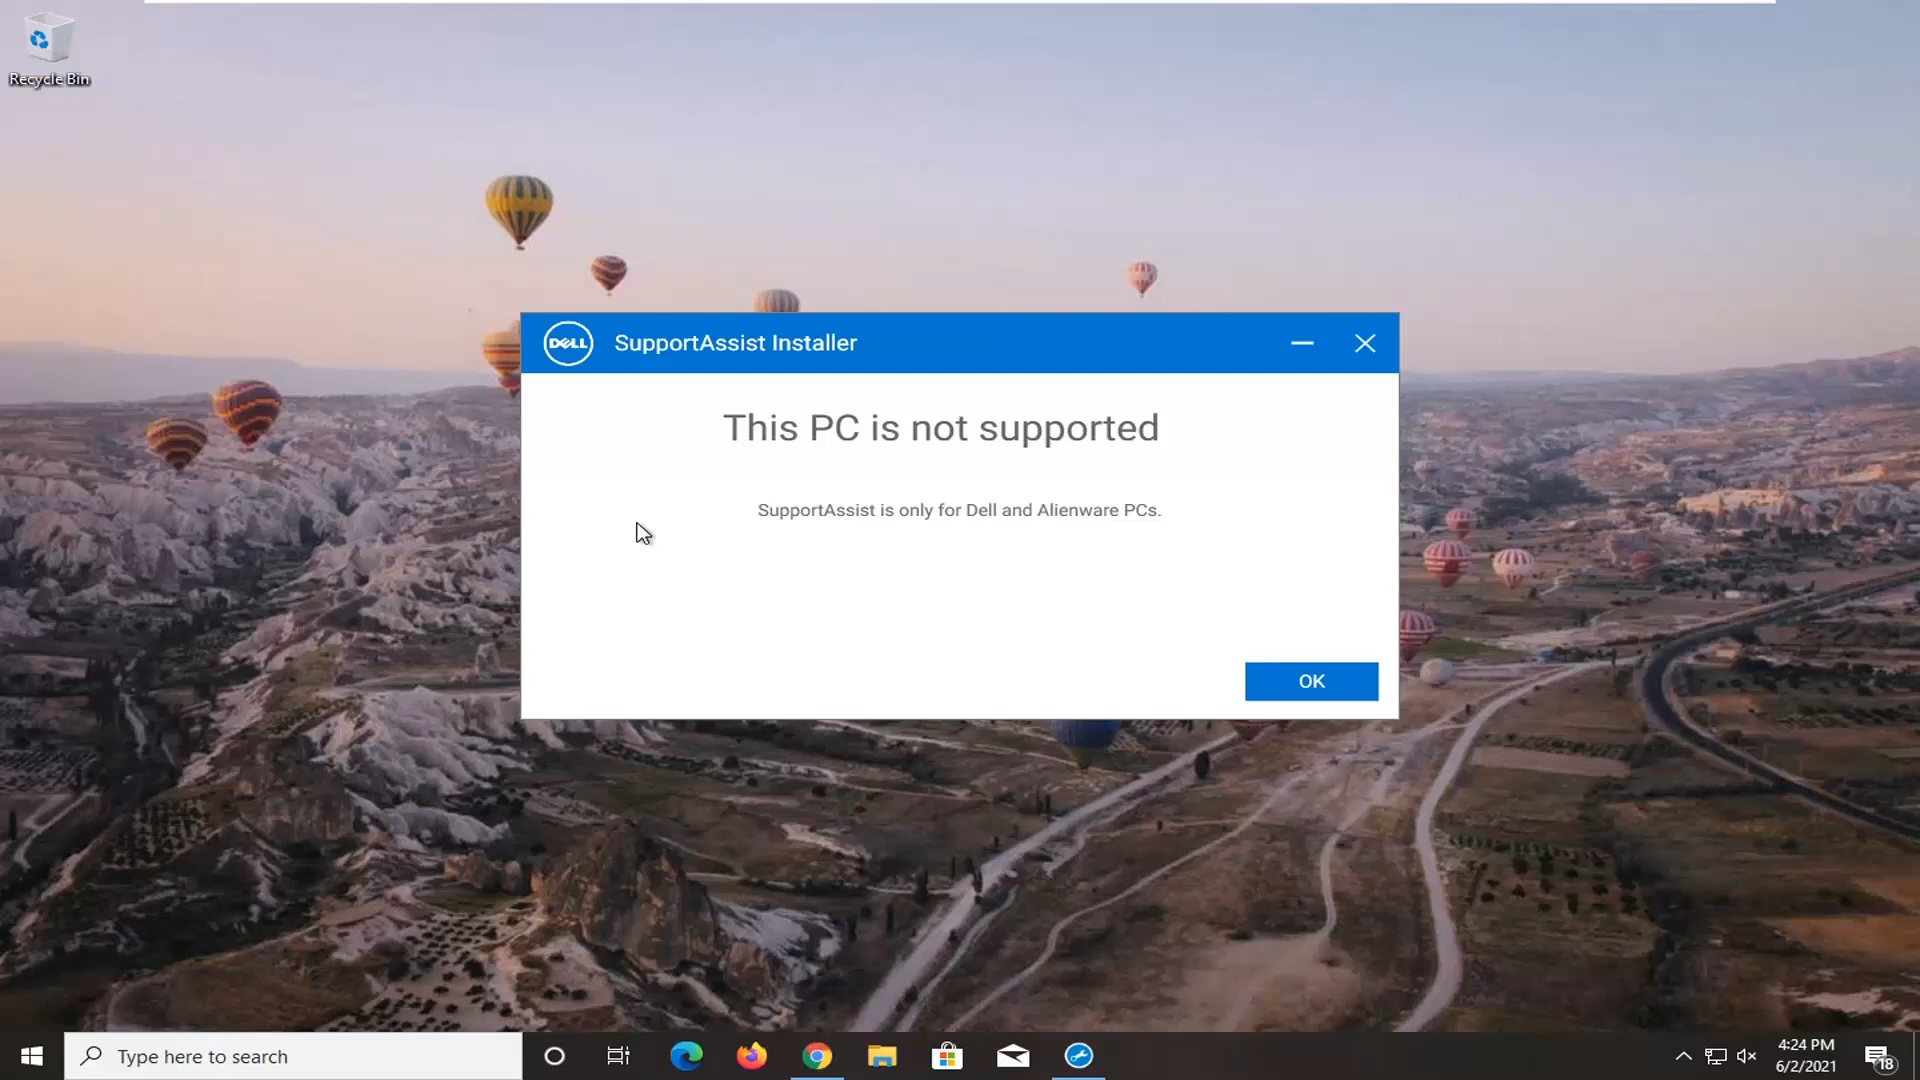 Recycle Bin
DELL
SupportAssist Installer
This PC is not supported
SupportAssist is only for Dell and Alienware PCs.
OK
Type here to search
4:24 PM
6/2/2021
18